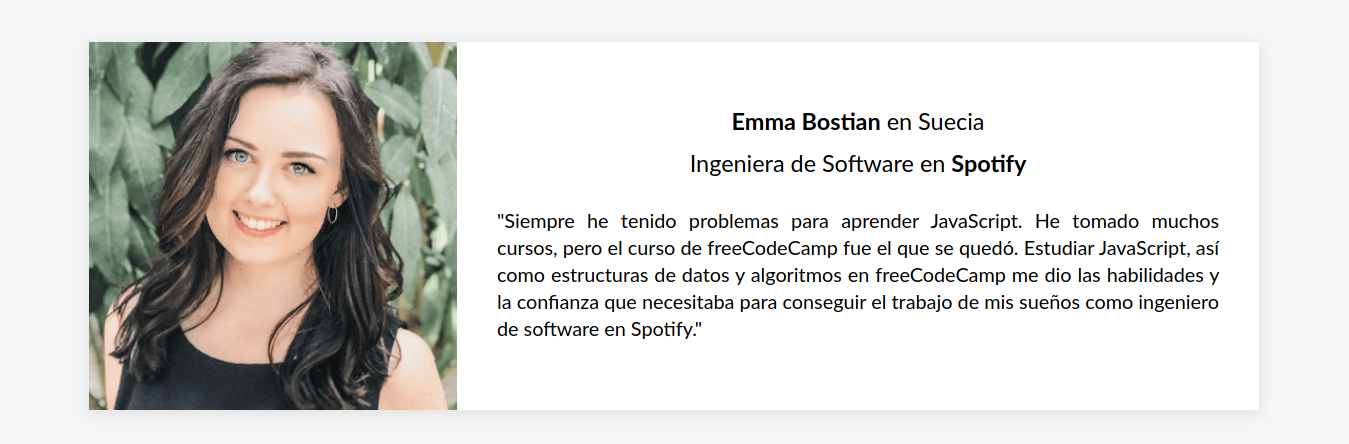 Emma Bostian en Suecia
Ingeniera de Software en Spotify
"Siempre he tenido problemas para aprender JavaScript. He tomado muchos
cursos, pero el curso de freeCodeCamp fue el que se quedó. Estudiar JavaScript, así
como estructuras de datos y algoritmos en freeCodeCamp me dio las habilidades y
la confianza que necesitaba para conseguir el trabajo de mis sueños como ingeniero
de software en Spotify."